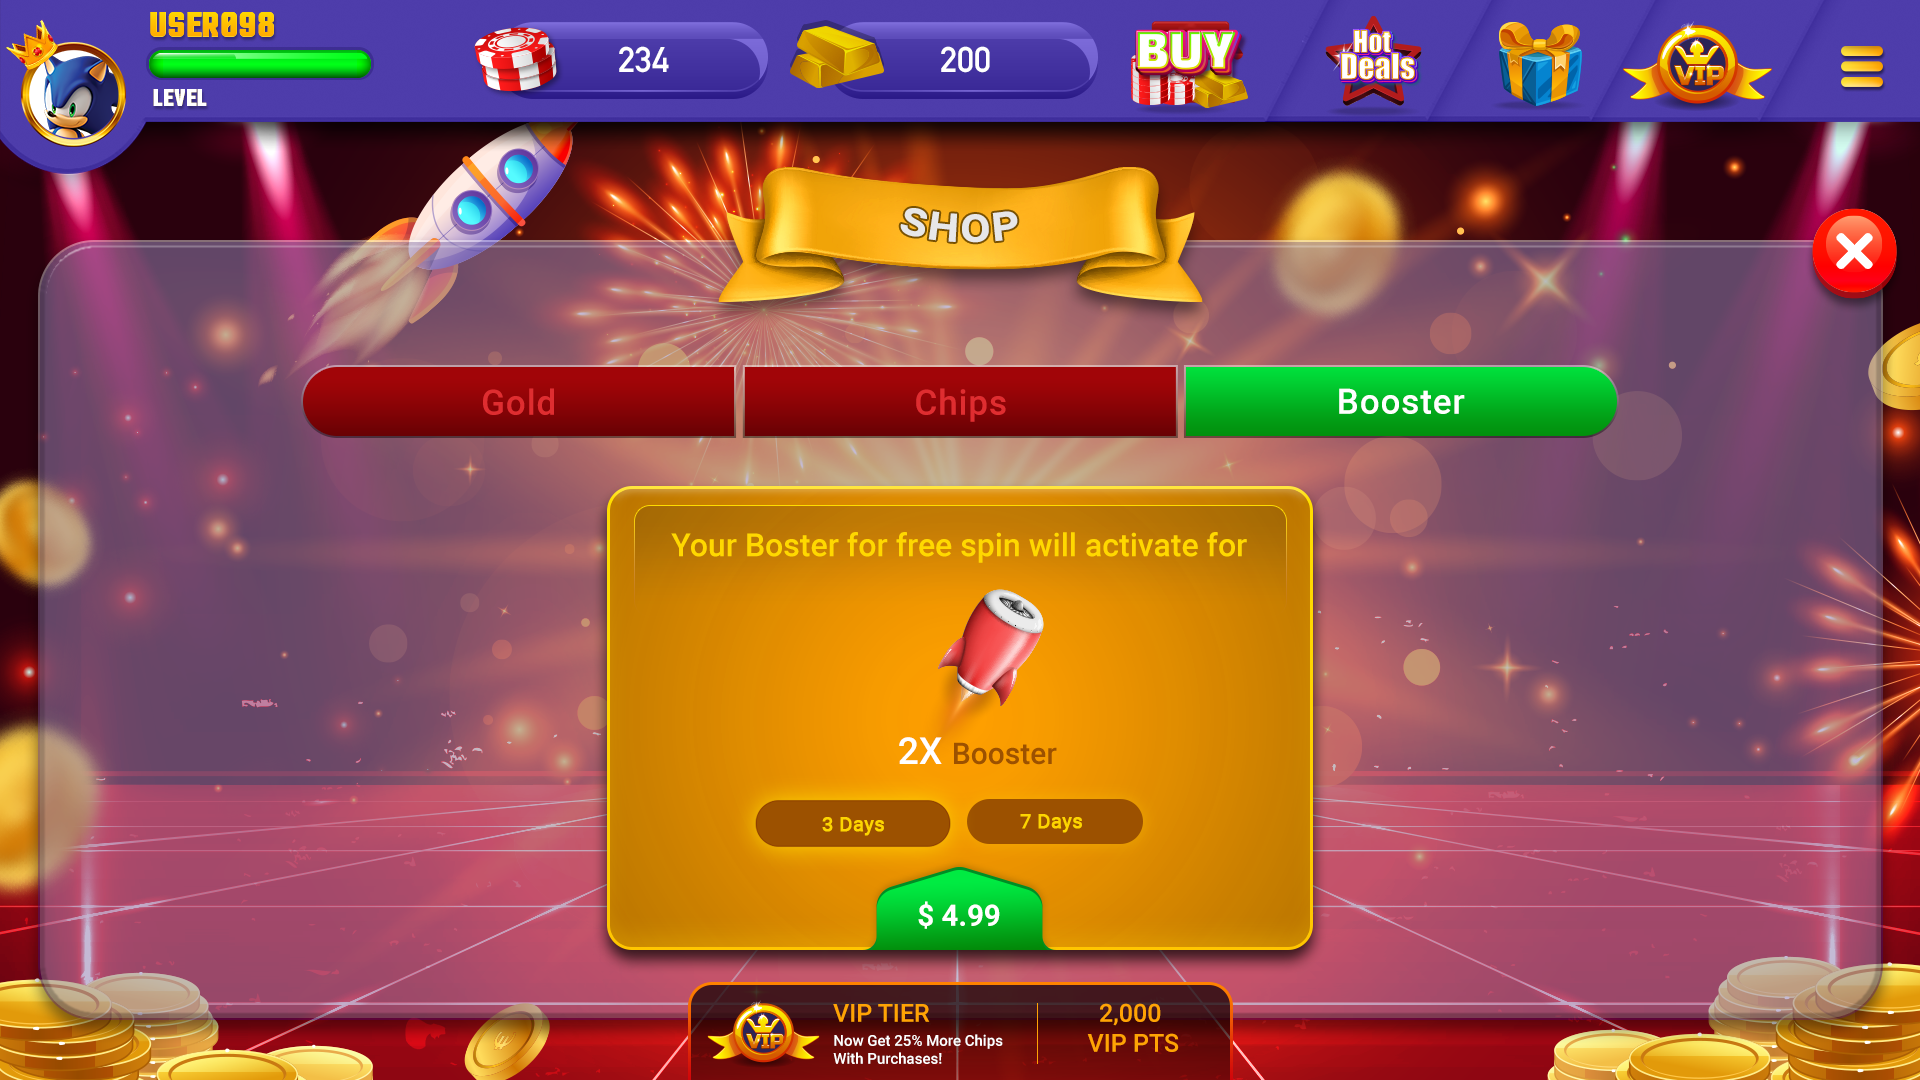 USER098
LEVEL
234
200
BUY
Hot
Deals
VIP
SHOP
Gold
Chips
Booster
Your Boster for free spin will activate for
2X Booster
3 Days
7 Days
$ 4.99
VIP
VIP TIER
Now Get 25% More Chips
With Purchases!
2,000
VIP PTS